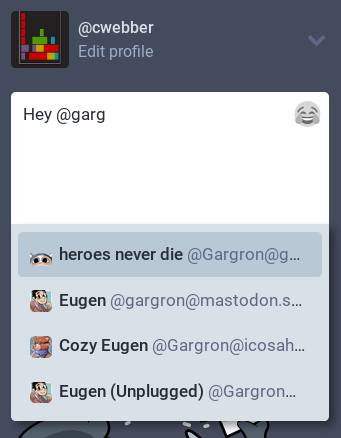 @cwebber
Edit profile
Hey @garg
heroes never die @Gargron@g...
Eugen @gargron@mastodon.s...
Cozy Eugen @Gargron@icosah...
Eugen (Unplugged) @Gargron...